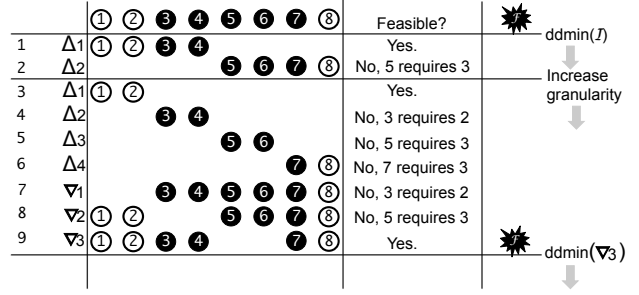 ① ② ❸ ❹ ❺ ❻ ❼ ⑧ Feasible?
ddmin(I)
1 Δ1 ① ② ❸ ❹ Yes.
2 Δ2 ❺ ❻ ❼ ⑧ No, 5 requires 3
Increase
granularity
3 Δ1 ① ② Yes.
4 Δ2 ❸ ❹ No, 3 requires 2
5 Δ3 ❺ ❻ No, 5 requires 3
6 Δ4 ❼ ⑧ No, 7 requires 3
7 ∇1 ❸ ❹ ❺ ❻ ❼ ⑧ No, 3 requires 2
8 ∇2 ① ② ❺ ❻ ❼ ⑧ No, 5 requires 3
9 ∇3 ① ② ❸ ❹ ❼ ⑧ Yes.
ddmin(∇3)